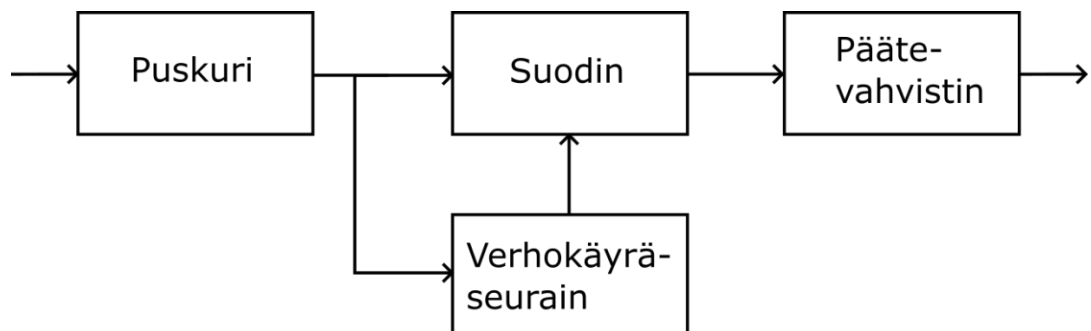 Puskuri
Suodin
Pääte-
vahvistin
Verhokäyrä-
seurain